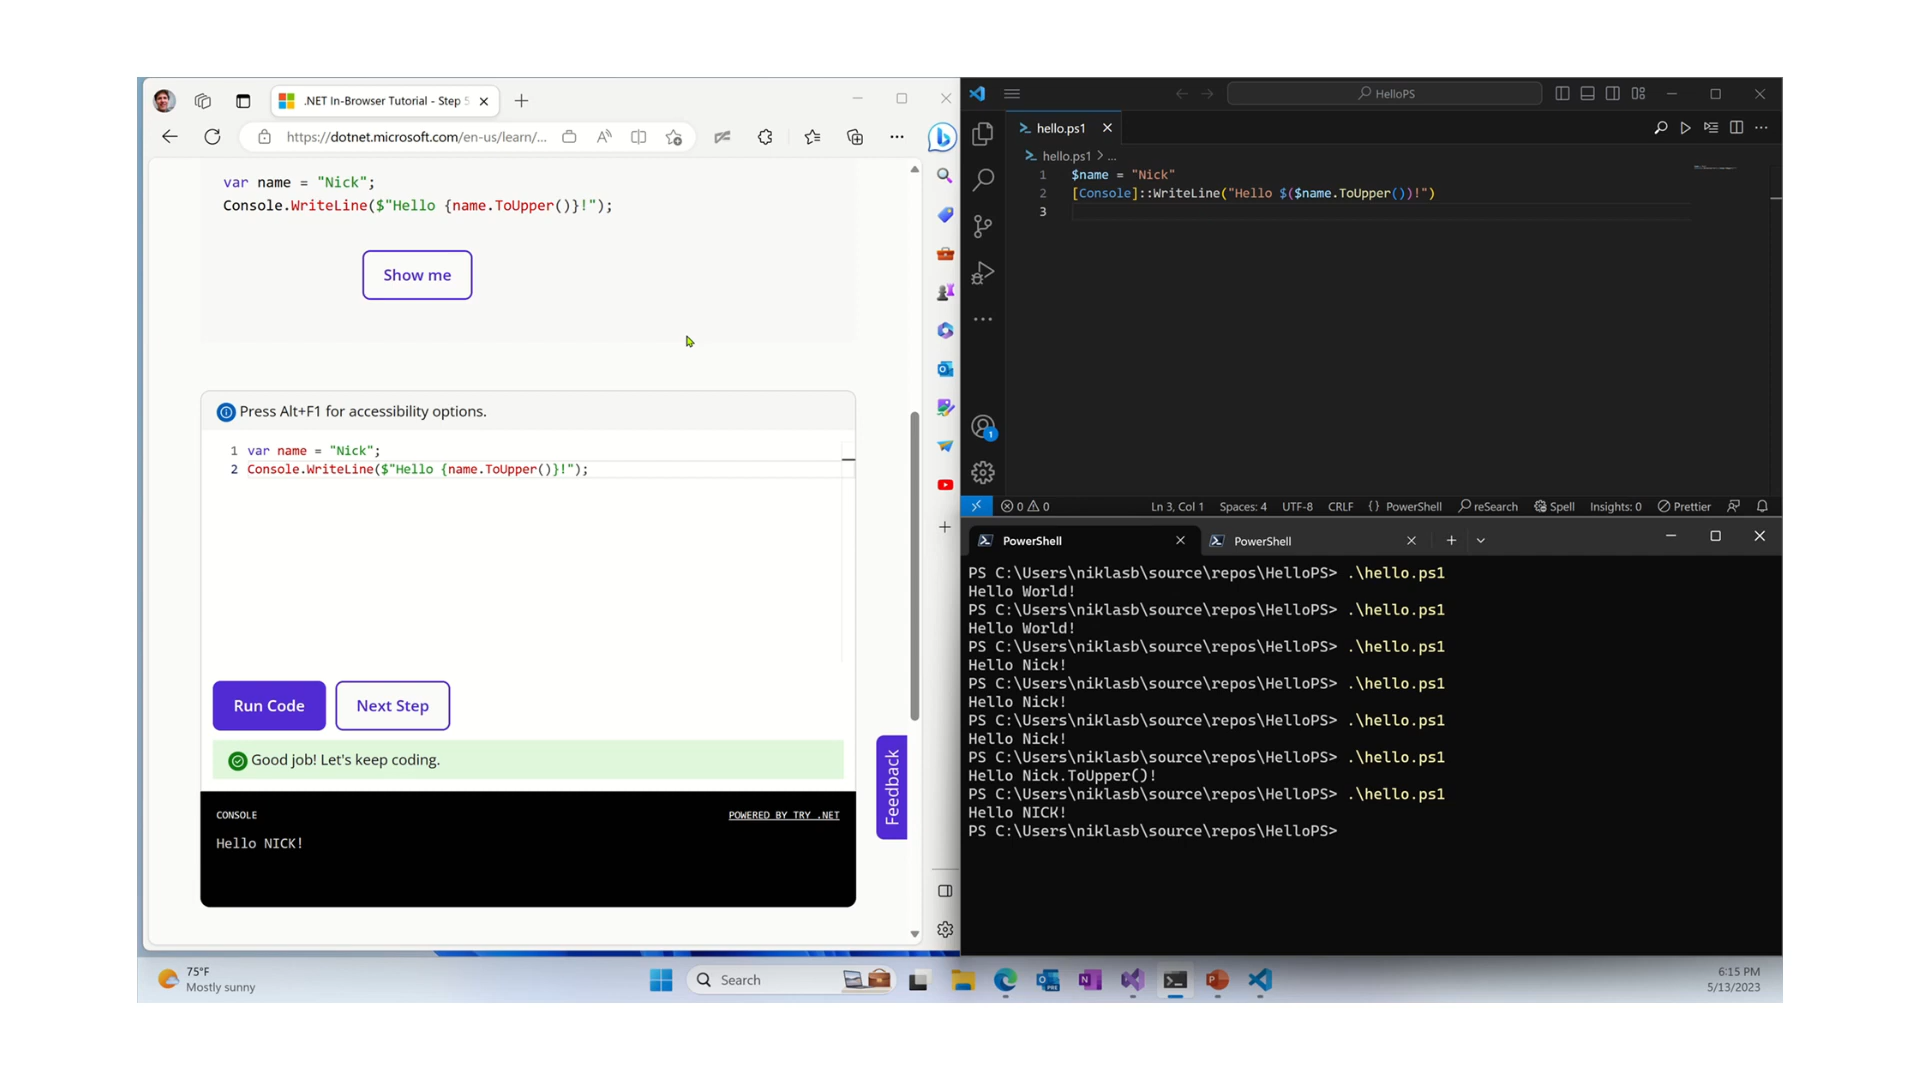 .NET In-Browser Tutorial - Step 5
https://dotnet.microsoft.com/en-us/learn/...
var name = "Nick";
Console.WriteLine($"Hello {name.ToUpper()}!");
Show me
Press Alt+F1 for accessibility options.
1 var name = "Nick";
2 Console.WriteLine($"Hello {name.ToUpper()}!");
Run Code
Next Step
Good job! Let's keep coding.
Feedback
CONSOLE
POWERED BY TRY .NET
Hello NICK!
HelloPS
hello.ps1
hello.ps1 > ...
1 $name = "Nick"
2 [Console]::WriteLine("Hello $($name.ToUpper())!")
3
1
0 0
Ln 3, Col 1
Spaces: 4
UTF-8
CRLF
{ } PowerShell
reSearch
Spell
Insights: 0
Prettier
PowerShell
PowerShell
PS C:\Users\niklasb\source\repos\HelloPS> .\hello.ps1
Hello World!
PS C:\Users\niklasb\source\repos\HelloPS> .\hello.ps1
Hello World!
PS C:\Users\niklasb\source\repos\HelloPS> .\hello.ps1
Hello Nick!
PS C:\Users\niklasb\source\repos\HelloPS> .\hello.ps1
Hello Nick!
PS C:\Users\niklasb\source\repos\HelloPS> .\hello.ps1
Hello Nick!
PS C:\Users\niklasb\source\repos\HelloPS> .\hello.ps1
Hello Nick.ToUpper()!
PS C:\Users\niklasb\source\repos\HelloPS> .\hello.ps1
Hello NICK!
PS C:\Users\niklasb\source\repos\HelloPS>
75°F
Mostly sunny
Search
6:15 PM
5/13/2023